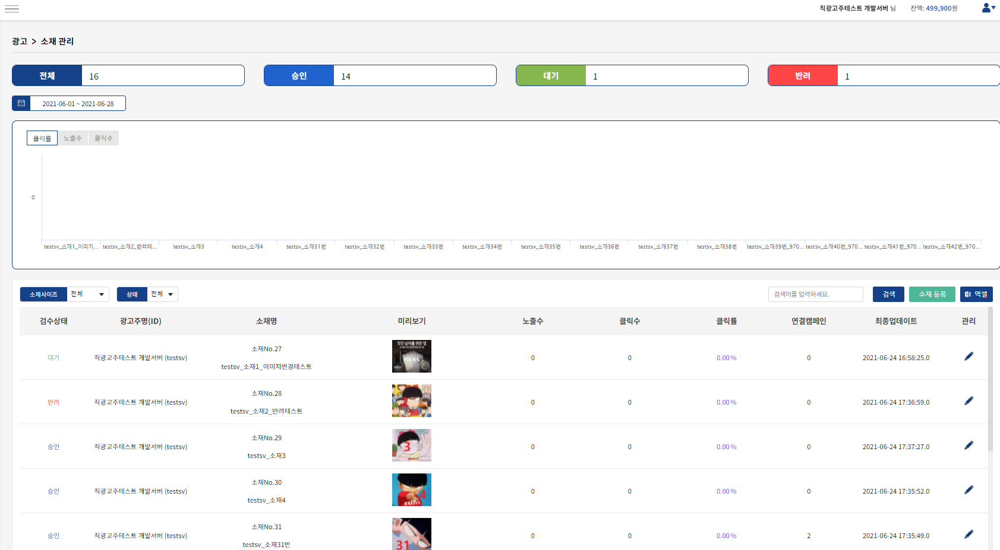 직광고주테스트 개발서버 님 잔액: 499,900원
광고 > 소재 관리
전체 16 승인 14 대기 1 반려 1
2021-06-01 ~ 2021-06-28
클릭률 노출수 클릭수
0
testsv_소재1_이미지... testsv_소재2_반려테... testsv_소재3 testsv_소재4 testsv_소재31번 testsv_소재32번 testsv_소재33번 testsv_소재34번 testsv_소재35번 testsv_소재36번 testsv_소재37번 testsv_소재38번 testsv_소재39번_970... testsv_소재40번_970... testsv_소재41번_970... testsv_소재42번_970...
소재사이즈 전체 상태 전체 검색어를 입력하세요. 검색 소재 등록 엑셀
검수상태 광고주명(ID) 소재명 미리보기 노출수 클릭수 클릭률 연결캠페인 최종업데이트 관리
소재No.27
멋진 남자를 위한 앱
MANS
대기 직광고주테스트 개발서버 (testsv) 0 0 0.00 % 0 2021-06-24 16:58:25.0
testsv_소재1_이미지변경테스트
소재No.28
반려 직광고주테스트 개발서버 (testsv) 0 0 0.00 % 0 2021-06-24 17:36:59.0
testsv_소재2_반려테스트
소재No.29
3
승인 직광고주테스트 개발서버 (testsv) 0 0 0.00 % 0 2021-06-24 17:37:27.0
testsv_소재3
소재No.30
4
승인 직광고주테스트 개발서버 (testsv) 0 0 0.00 % 0 2021-06-24 17:35:52.0
testsv_소재4
소재No.31
승인 직광고주테스트 개발서버 (testsv) 0 0 0.00 % 2 2021-06-24 17:35:49.0
testsv_소재31번
31